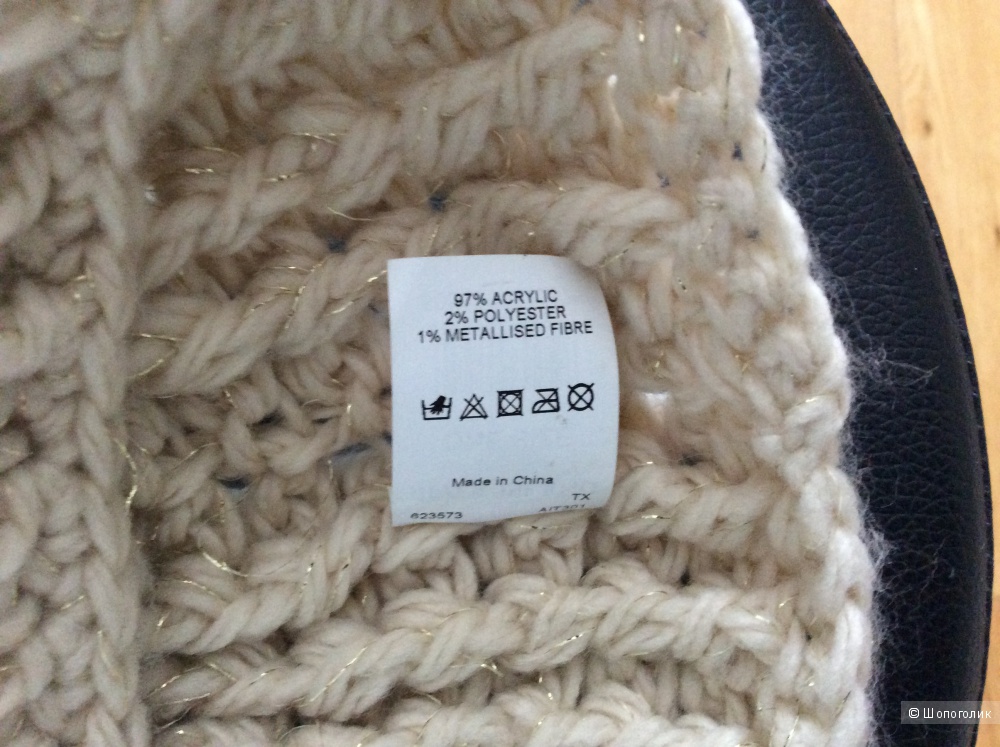 97% ACRYLIC
2% POLYESTER
1% METALLISED FIBRE
Made in China
TX
623573
© Шопоголик